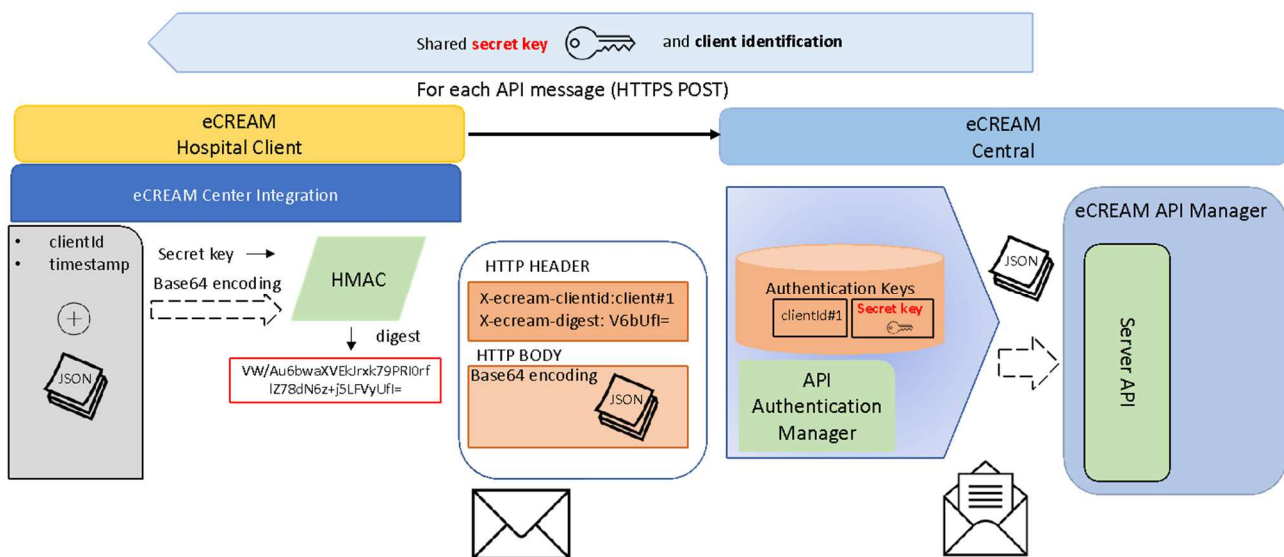 Shared secret key and client identification
For each API message (HTTPS POST)
eCREAM
Hospital Client
eCREAM
Central
eCREAM Center Integration
• clientId
• timestamp
JSON
Secret key
Base64 encoding
HMAC
digest
VW/Au6bwaXVEkJrxk79PRI0rf
lZ78dN6z+j5LFVyUfI=
HTTP HEADER
X-ecream-clientid:client#1
X-ecream-digest: V6bUfI=
HTTP BODY
Base64 encoding
JSON
Authentication Keys
clientId#1
Secret key
API
Authentication
Manager
JSON
eCREAM API Manager
Server API